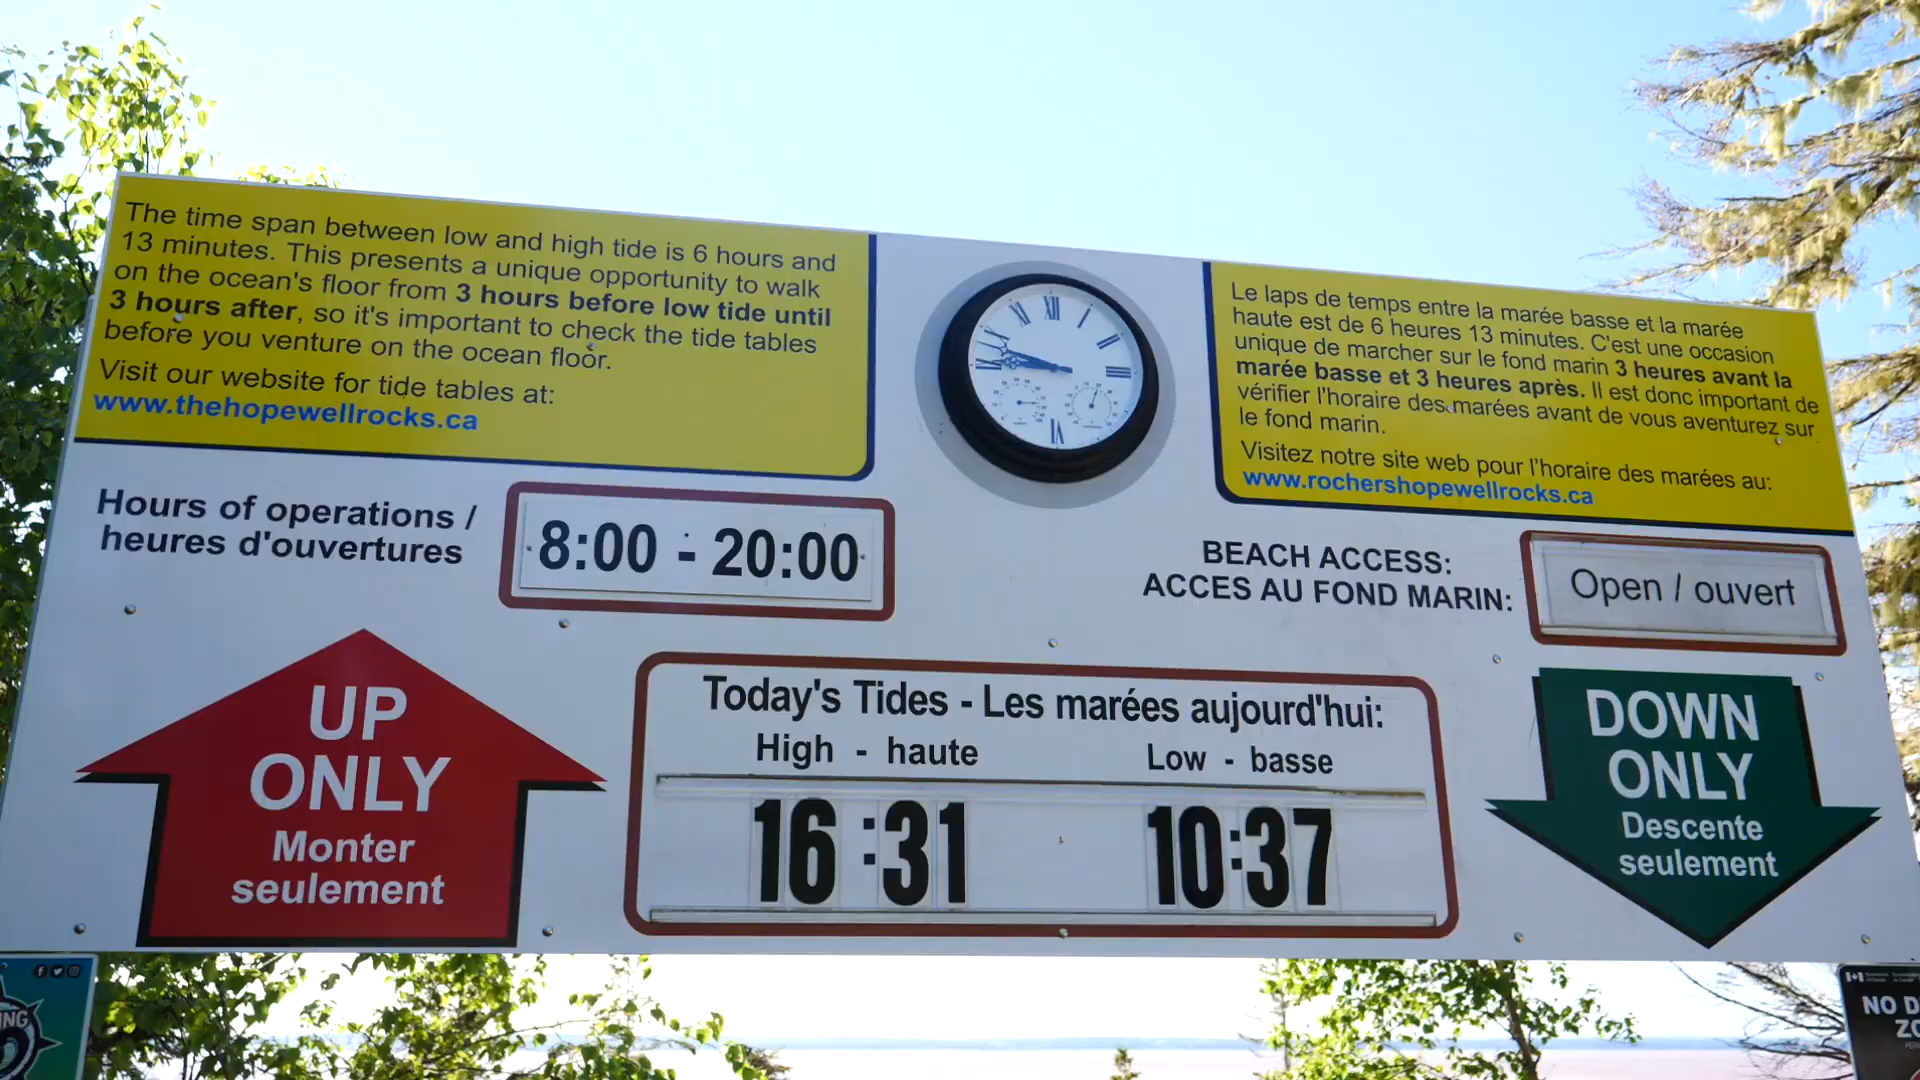 The time span between low and high tide is 6 hours and
13 minutes. This presents a unique opportunity to walk
on the ocean's floor from 3 hours before low tide until
3 hours after, so it's important to check the tide tables
before you venture on the ocean floor.
Visit our website for tide tables at:
www.thehopewellrocks.ca
XII
I
II
III
VI
XI
Le laps de temps entre la marée basse et la marée
haute est de 6 heures 13 minutes. C'est une occasion
unique de marcher sur le fond marin 3 heures avant la
marée basse et 3 heures après. Il est donc important de
vérifier l'horaire des marées avant de vous aventurez sur
le fond marin.
Visitez notre site web pour l'horaire des marées au:
www.rochershopewellrocks.ca
Hours of operations /
heures d'ouvertures
8:00 - 20:00
BEACH ACCESS:
ACCES AU FOND MARIN:
Open / ouvert
UP
ONLY
Monter
seulement
Today's Tides - Les marées aujourd'hui:
High - haute
Low - basse
16:31
10:37
DOWN
ONLY
Descente
seulement
NO